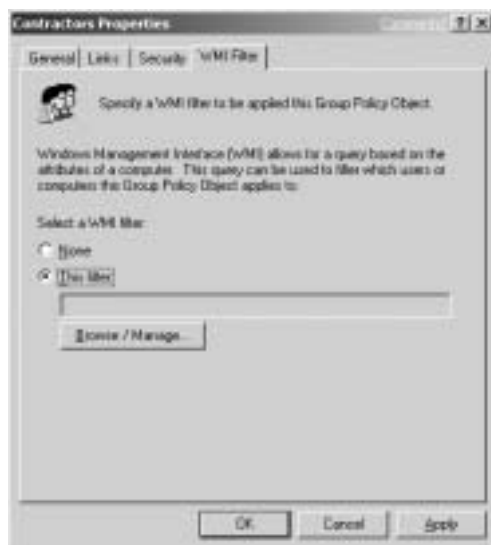 Contractors Properties
General Links Security WMI Filter
Specify a WMI filter to be applied this Group Policy Object.
Windows Management Interface (WMI) allows for a query based on the
attributes of a computer. This query can be used to filter which users or
computers the Group Policy Object applies to.
Select a WMI filter:
None
This filter:
Browse / Manage...
OK Cancel Apply